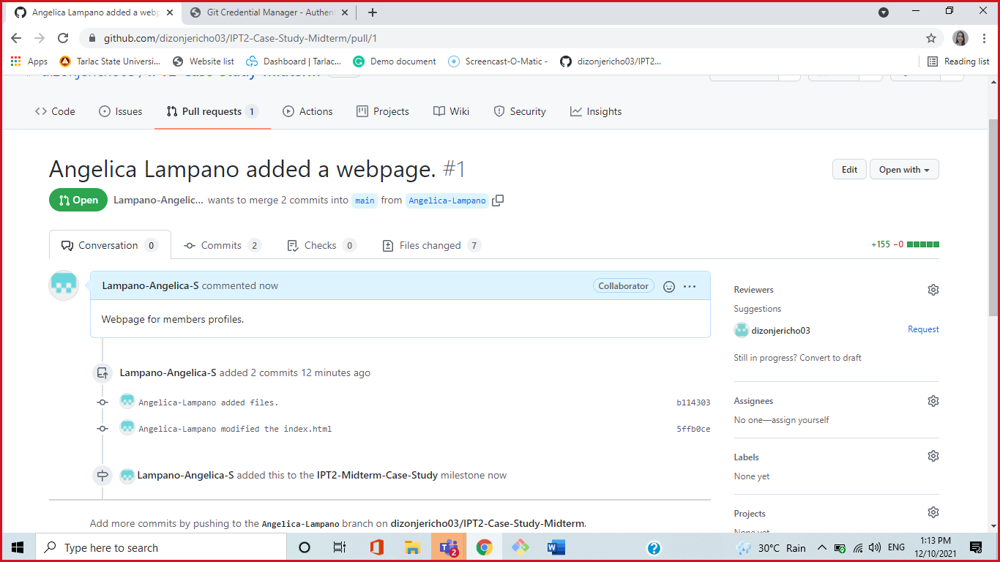 Angelica Lampano added a webp
Git Credential Manager - Authen
github.com/dizonjericho03/IPT2-Case-Study-Midterm/pull/1
Apps
Tarlac State Universi...
Website list
Dashboard | Tarlac...
Demo document
Screencast-O-Matic -
dizonjericho03/IPT2...
Reading list
dizonjericho03 / IPT2-Case-Study-Midterm
Code
Issues
Pull requests 1
Actions
Projects
Wiki
Security
Insights
Angelica Lampano added a webpage. #1
Edit
Open with
Open
Lampano-Angelic... wants to merge 2 commits into main from Angelica-Lampano
Conversation 0
Commits 2
Checks 0
Files changed 7
+155 −0
Lampano-Angelica-S commented now
Collaborator
Webpage for members profiles.
Lampano-Angelica-S added 2 commits 12 minutes ago
Angelica-Lampano added files.
b114303
Angelica-Lampano modified the index.html
5ffb0ce
Lampano-Angelica-S added this to the IPT2-Midterm-Case-Study milestone now
Add more commits by pushing to the Angelica-Lampano branch on dizonjericho03/IPT2-Case-Study-Midterm.
Reviewers
Suggestions
dizonjericho03
Request
Still in progress? Convert to draft
Assignees
No one—assign yourself
Labels
None yet
Projects
None yet
Type here to search
2
30°C Rain
ENG
1:13 PM
12/10/2021